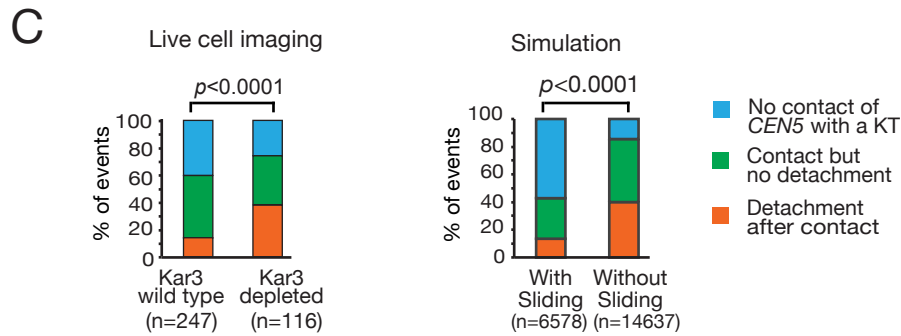 C
Live cell imaging
p<0.0001
% of events
100
80
60
40
20
0
Kar3
wild type
(n=247)
Kar3
depleted
(n=116)
Simulation
p<0.0001
% of events
100
80
60
40
20
0
With
Sliding
(n=6578)
Without
Sliding
(n=14637)
No contact of
CEN5 with a KT
Contact but
no detachment
Detachment
after contact